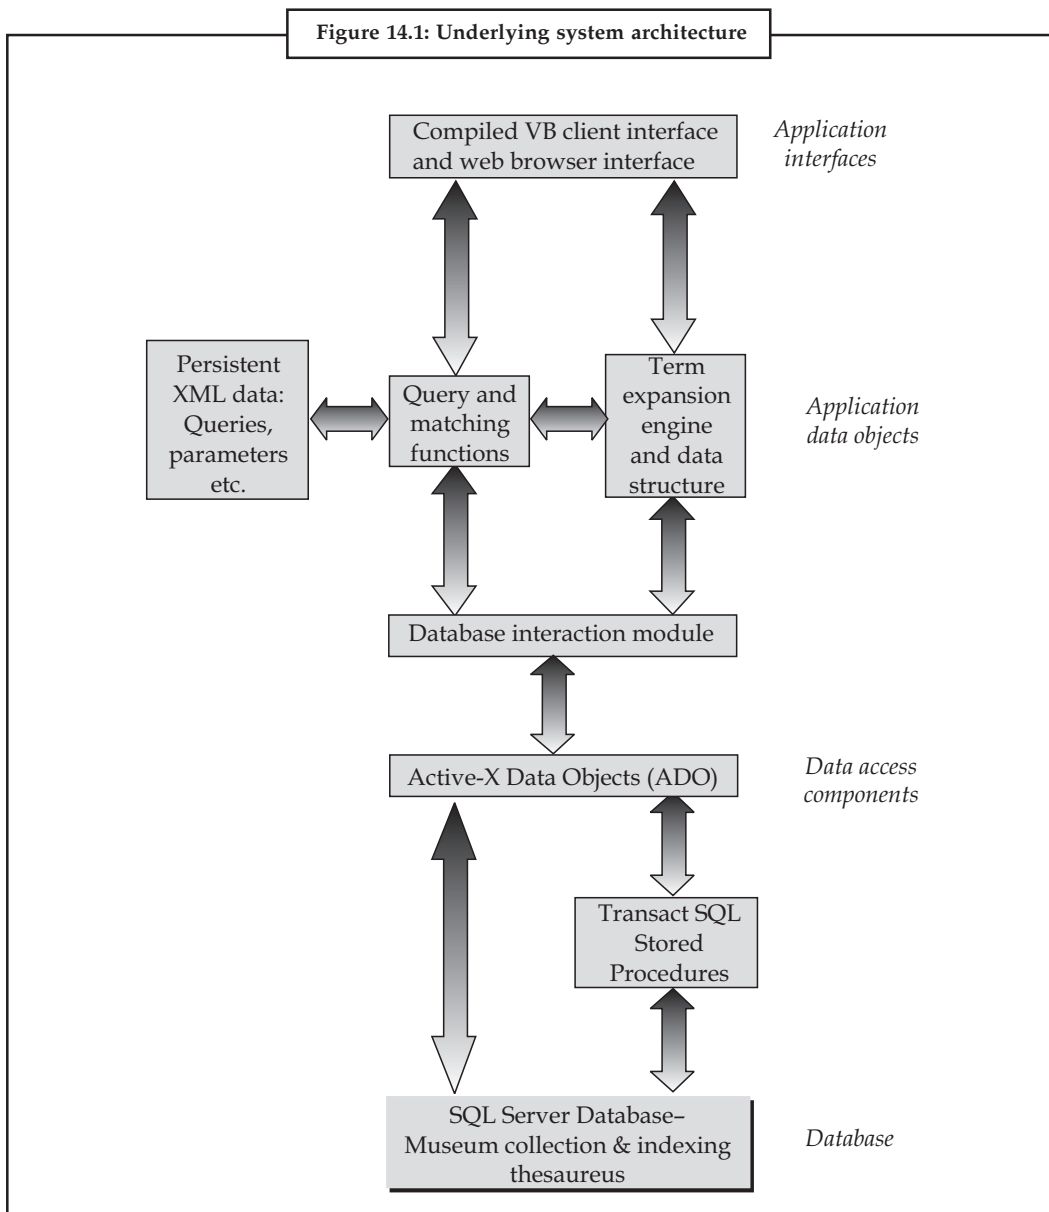 Figure 14.1: Underlying system architecture
Compiled VB client interface
and web browser interface
Application
interfaces
Persistent
XML data:
Queries,
parameters
etc.
Query and
matching
functions
Term
expansion
engine
and data
structure
Application
data objects
Database interaction module
Active-X Data Objects (ADO)
Data access
components
Transact SQL
Stored
Procedures
SQL Server Database–
Museum collection & indexing
thesaureus
Database